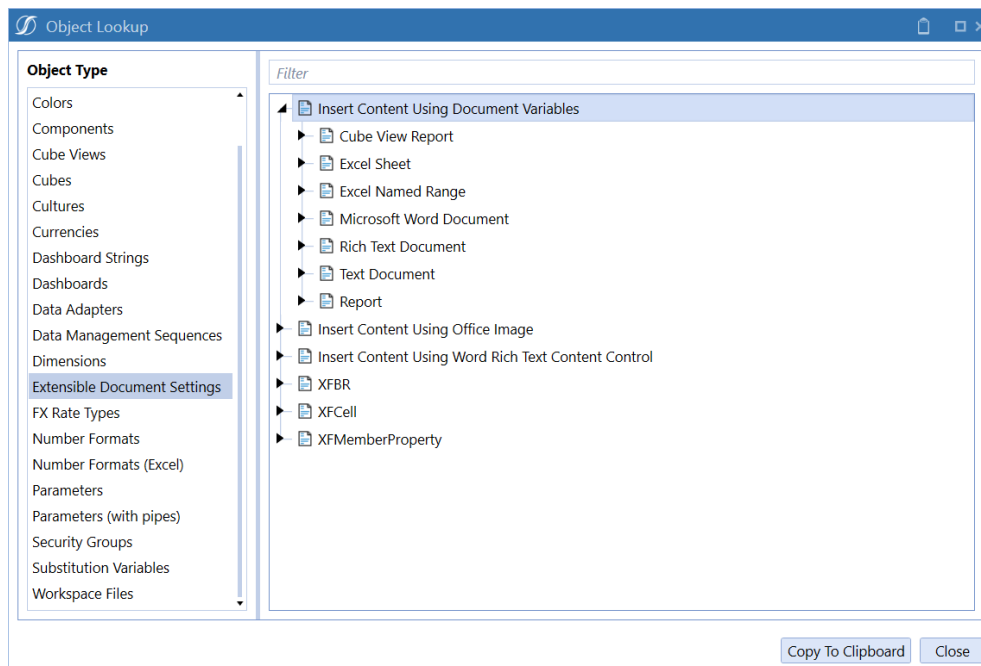 Object Lookup
Object Type
Colors
Components
Cube Views
Cubes
Cultures
Currencies
Dashboard Strings
Dashboards
Data Adapters
Data Management Sequences
Dimensions
Extensible Document Settings
FX Rate Types
Number Formats
Number Formats (Excel)
Parameters
Parameters (with pipes)
Security Groups
Substitution Variables
Workspace Files
Filter
Insert Content Using Document Variables
Cube View Report
Excel Sheet
Excel Named Range
Microsoft Word Document
Rich Text Document
Text Document
Report
Insert Content Using Office Image
Insert Content Using Word Rich Text Content Control
XFBR
XFCell
XFMemberProperty
Copy To Clipboard
Close